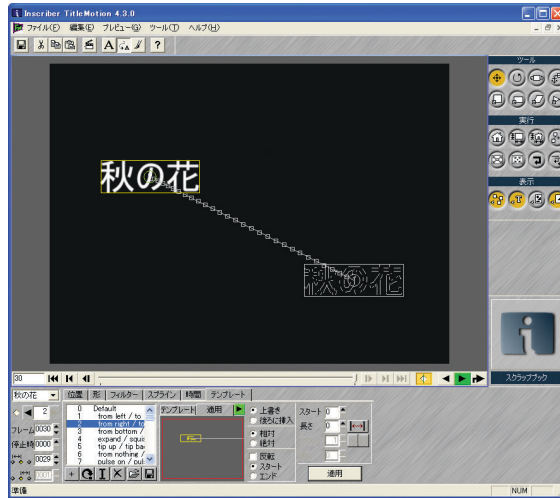 Inscriber TitleMotion 4.3.0
ファイル(F) 編集(E) プレビュー(Q) ツール(T) ヘルプ(H)
ツール
実行
表示
秋の花
秋の花
30
スクラップブック
秋の花 位置 形 フィルター スプライン 時間 テンプレート
2
フレーム 0030
停止時 0000
0029
0 Default
1 from left / to
2 from right / to
3 from bottom /
4 expand / squis
5 tip up / tip ba
6 from nothing /
7 pulse on / pul
テンプレート 適用
上書き
後ろに挿入
相対
絶対
反転
スタート
エンド
スタート 0
長さ 0
適用
準備
NUM